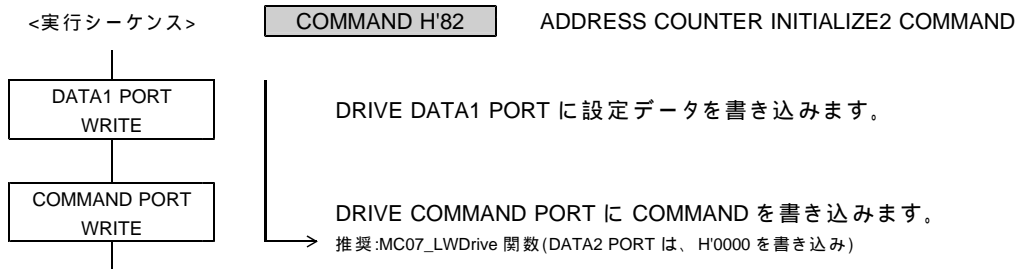 <実行シーケンス> COMMAND H'82 ADDRESS COUNTER INITIALIZE2 COMMAND
DATA1 PORT
WRITE
DRIVE DATA1 PORT に設定データを書き込みます。
COMMAND PORT
WRITE
DRIVE COMMAND PORT に COMMAND を書き込みます。
推奨:MC07_LWDrive 関数(DATA2 PORT は、H'0000 を書き込み)